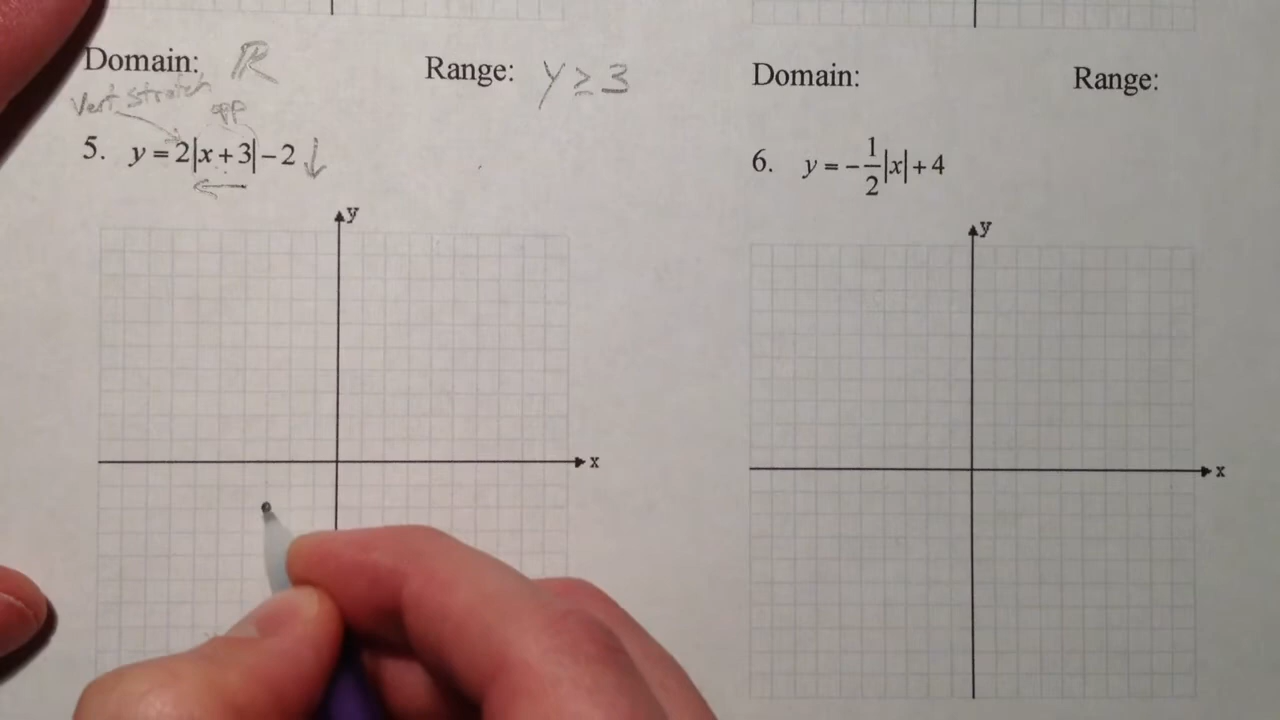 Domain: ℝ Range: y ≥ 3
Domain: Range:
Vert stretch opp
5. y = 2|x + 3| − 2 ↓
←
6. y = −1/2|x| + 4
y
y
x
x